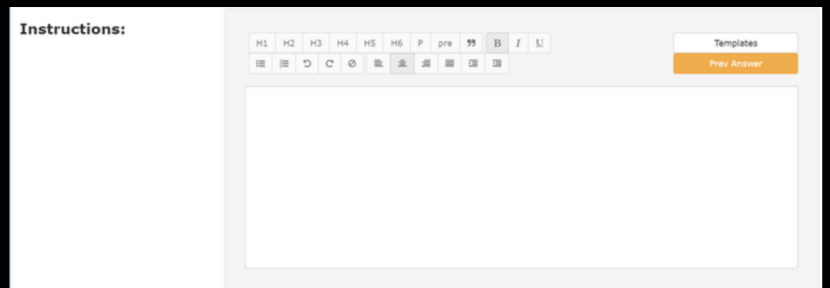 Instructions:
H1 H2 H3 H4 H5 H6 P pre ” B I U
Templates
Prev Answer